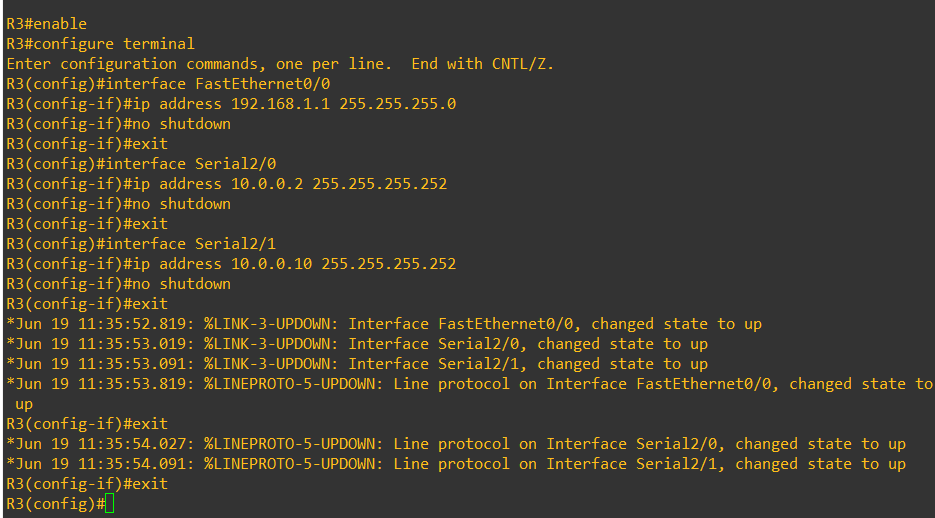 R3#enable
R3#configure terminal
Enter configuration commands, one per line.  End with CNTL/Z.
R3(config)#interface FastEthernet0/0
R3(config-if)#ip address 192.168.1.1 255.255.255.0
R3(config-if)#no shutdown
R3(config-if)#exit
R3(config)#interface Serial2/0
R3(config-if)#ip address 10.0.0.2 255.255.255.252
R3(config-if)#no shutdown
R3(config-if)#exit
R3(config)#interface Serial2/1
R3(config-if)#ip address 10.0.0.10 255.255.255.252
R3(config-if)#no shutdown
R3(config-if)#exit
*Jun 19 11:35:52.819: %LINK-3-UPDOWN: Interface FastEthernet0/0, changed state to up
*Jun 19 11:35:53.019: %LINK-3-UPDOWN: Interface Serial2/0, changed state to up
*Jun 19 11:35:53.091: %LINK-3-UPDOWN: Interface Serial2/1, changed state to up
*Jun 19 11:35:53.819: %LINEPROTO-5-UPDOWN: Line protocol on Interface FastEthernet0/0, changed state to
 up
R3(config-if)#exit
*Jun 19 11:35:54.027: %LINEPROTO-5-UPDOWN: Line protocol on Interface Serial2/0, changed state to up
*Jun 19 11:35:54.091: %LINEPROTO-5-UPDOWN: Line protocol on Interface Serial2/1, changed state to up
R3(config-if)#exit
R3(config)#